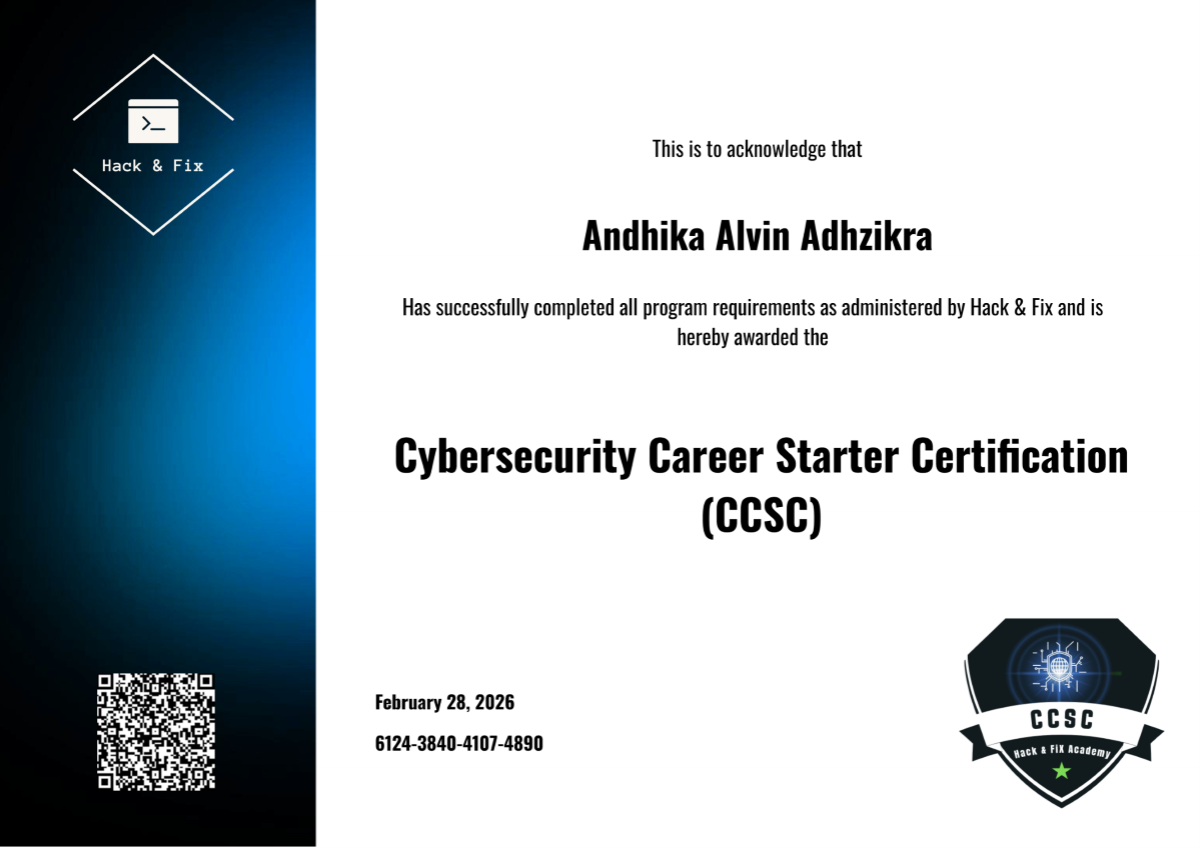 Hack & Fix
This is to acknowledge that
Andhika Alvin Adhzikra
Has successfully completed all program requirements as administered by Hack & Fix and is
hereby awarded the
Cybersecurity Career Starter Certification
(CCSC)
February 28, 2026
6124-3840-4107-4890
CCSC
Hack & FiX Academy